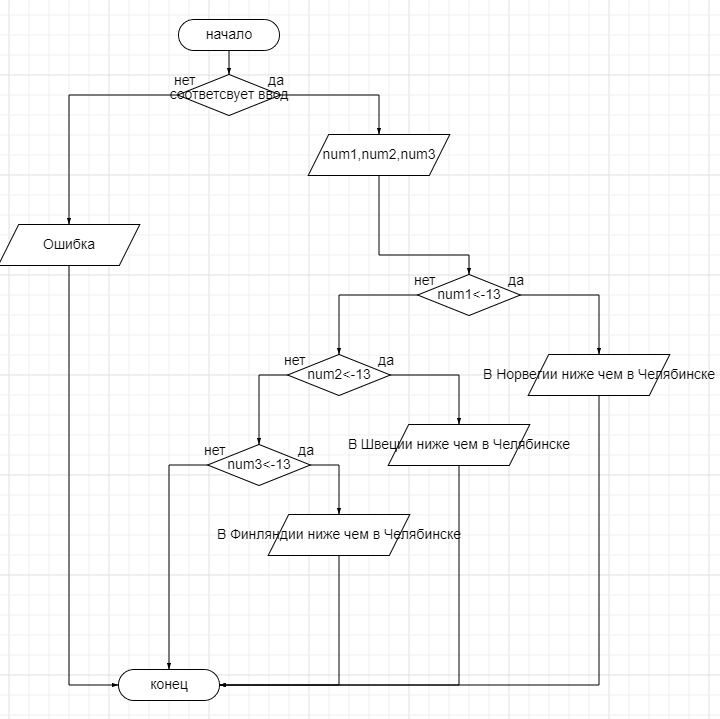 начало
нет
да
соответсвует ввод
num1,num2,num3
Ошибка
нет
да
num1<-13
нет
да
num2<-13
В Норвегии ниже чем в Челябинске
нет
да
num3<-13
В Швеции ниже чем в Челябинске
В Финляндии ниже чем в Челябинске
конец